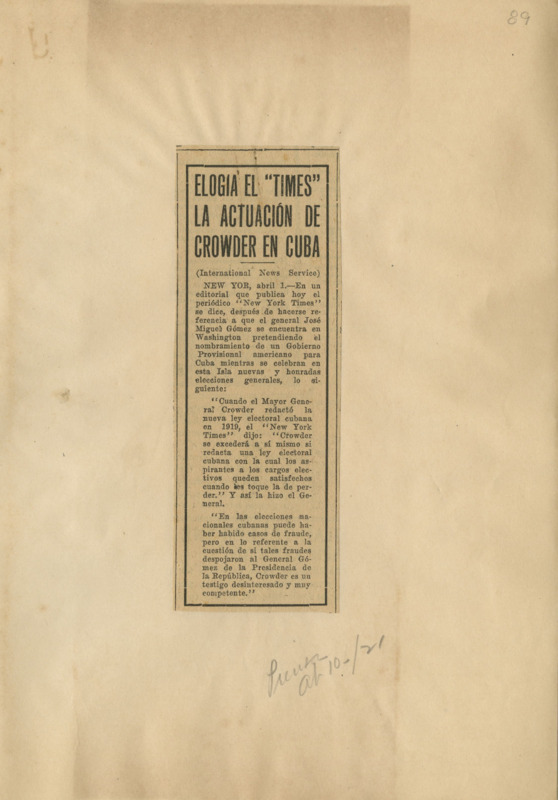 89
ELOGIA EL "TIMES"
LA ACTUACIÓN DE
CROWDER EN CUBA
(International News Service)
NEW YOR, abril 1.—En un
editorial que publica hoy el
periódico "New York Times"
se dice, después de hacerse re-
ferencia a que el general José
Miguel Gómez se encuentra en
Washington pretendiendo el
nombramiento de un Gobierno
Provisional americano para
Cuba mientras se celebran en
esta Isla nuevas y honradas
elecciones generales, lo si-
guiente:
"Cuando el Mayor Gene-
ral Crowder redactó la
nueva ley electoral cubana
en 1919, el "New York
Times" dijo: "Crowder
se excederá a sí mismo si
redacta una ley electoral
cubana con la cual los as-
pirantes a los cargos elec-
tivos queden satisfechos
cuando les toque la de per-
der." Y así la hizo el Ge-
neral.
"En las elecciones na-
cionales cubanas puede ha-
ber habido casos de fraude,
pero en lo referente a la
cuestión de si tales fraudes
despojaron al General Gó-
mez de la Presidencia de
la República, Crowder es un
testigo desinteresado y muy
competente."
Ab 10-/21